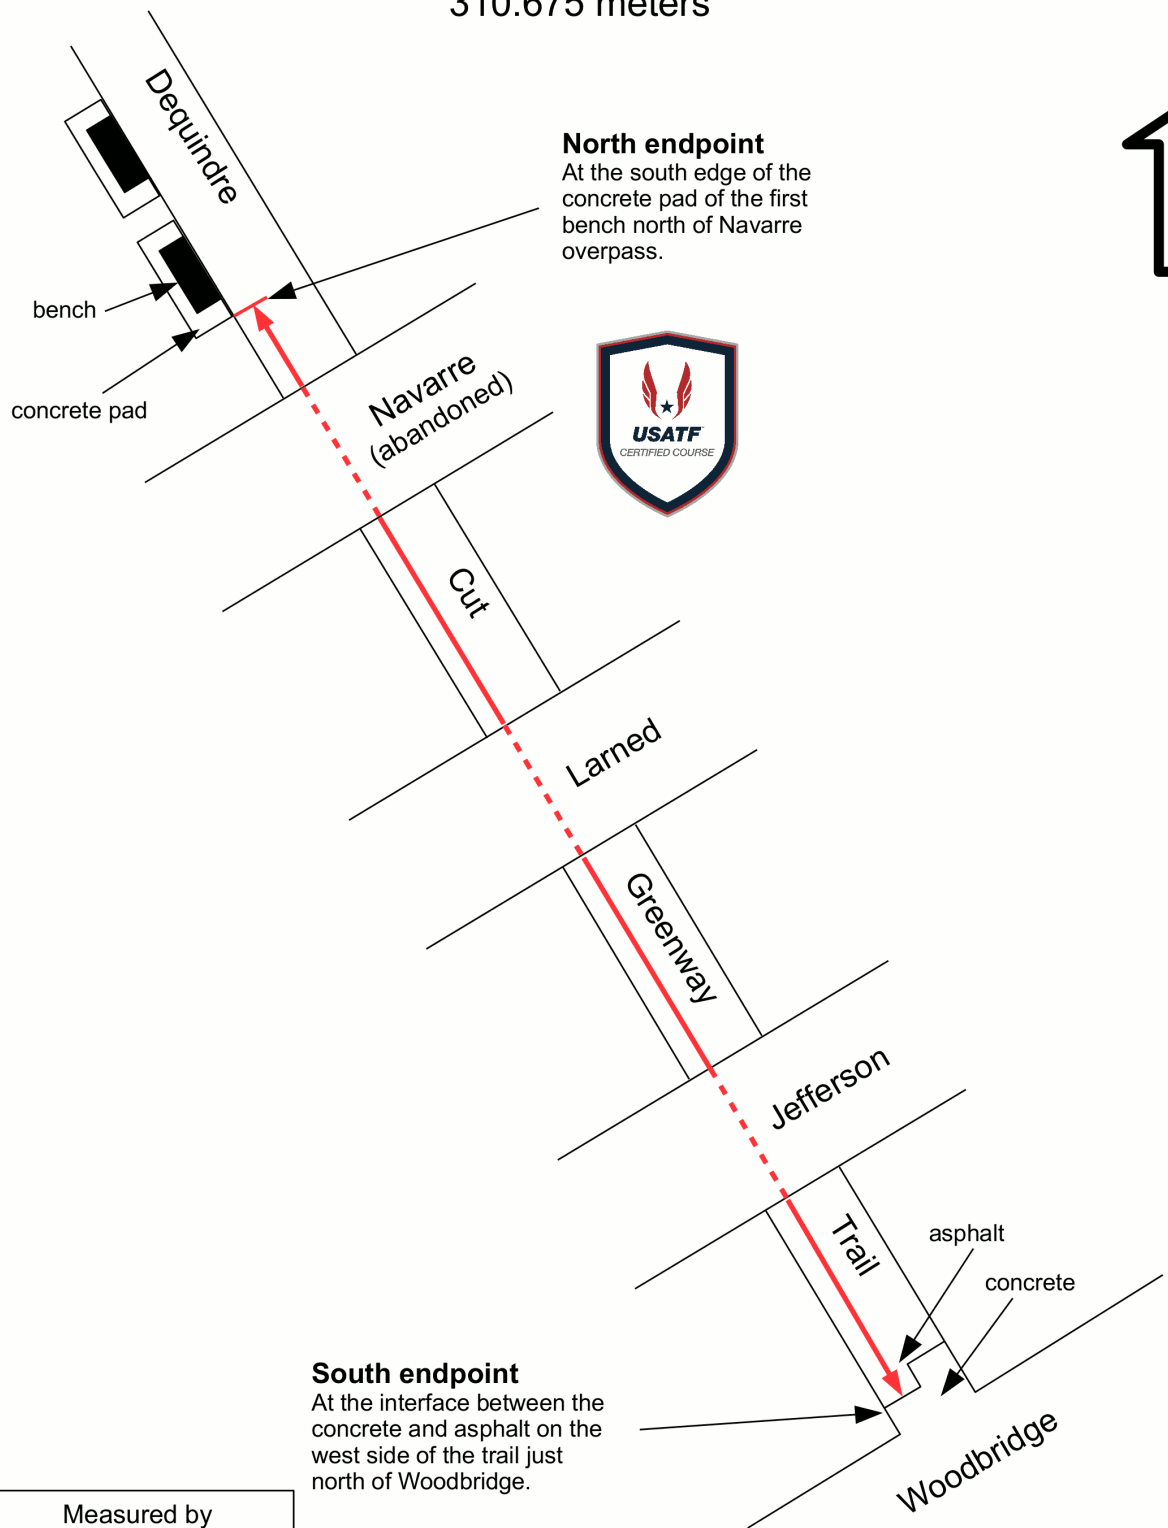 310.675 meters
Dequindre
North endpoint
At the south edge of the
concrete pad of the first
bench north of Navarre
overpass.
bench
concrete pad
Navarre
(abandoned)
USATF
CERTIFIED COURSE
Cut
Larned
Greenway
Jefferson
Trail
asphalt
concrete
South endpoint
At the interface between the
concrete and asphalt on the
west side of the trail just
north of Woodbridge.
Woodbridge
Measured by